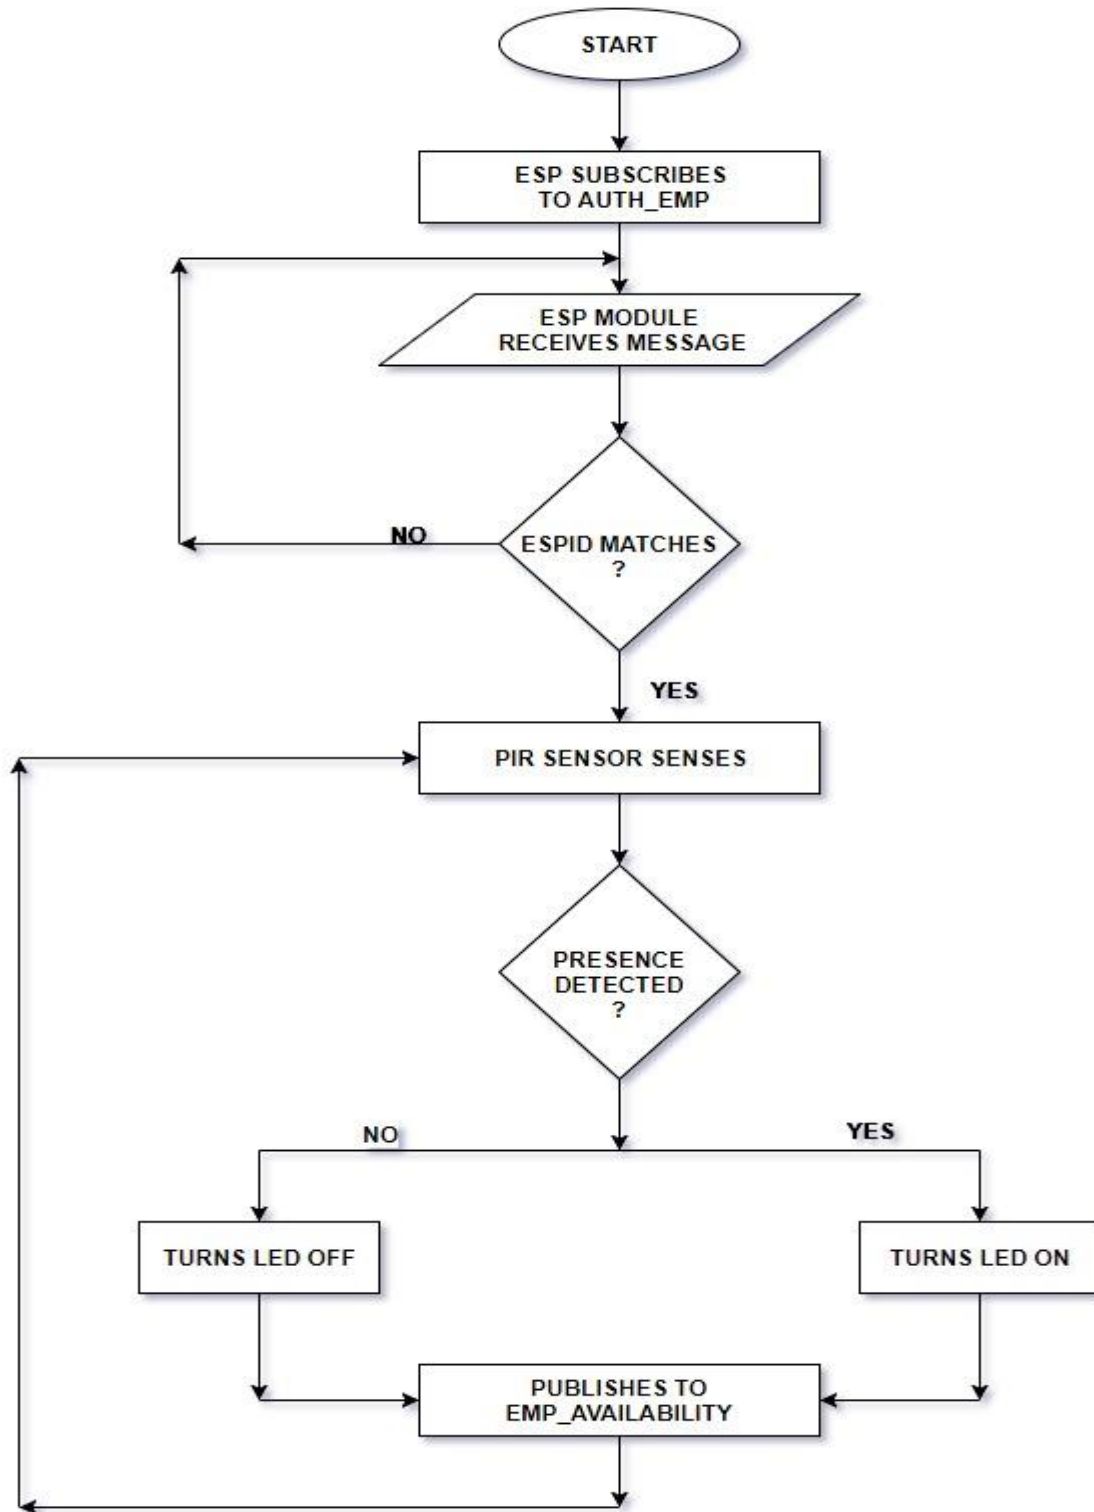 START
ESP SUBSCRIBES
TO AUTH_EMP
ESP MODULE
RECEIVES MESSAGE
NO
ESPID MATCHES
?
YES
PIR SENSOR SENSES
PRESENCE
DETECTED
?
NO
YES
TURNS LED OFF
TURNS LED ON
PUBLISHES TO
EMP_AVAILABILITY